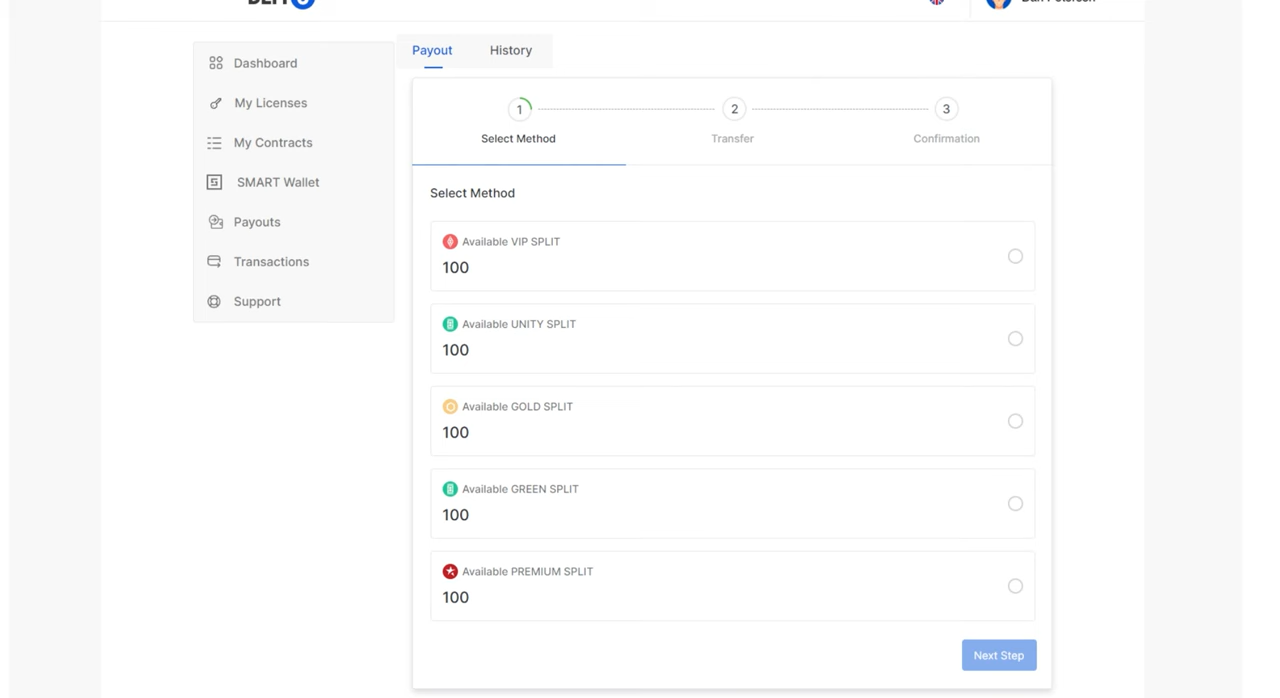 Payout
History
Dashboard
My Licenses
My Contracts
SMART Wallet
Payouts
Transactions
Support
1
2
3
Select Method
Transfer
Confirmation
Select Method
Available VIP SPLIT
100
Available UNITY SPLIT
100
Available GOLD SPLIT
100
Available GREEN SPLIT
100
Available PREMIUM SPLIT
100
Next Step